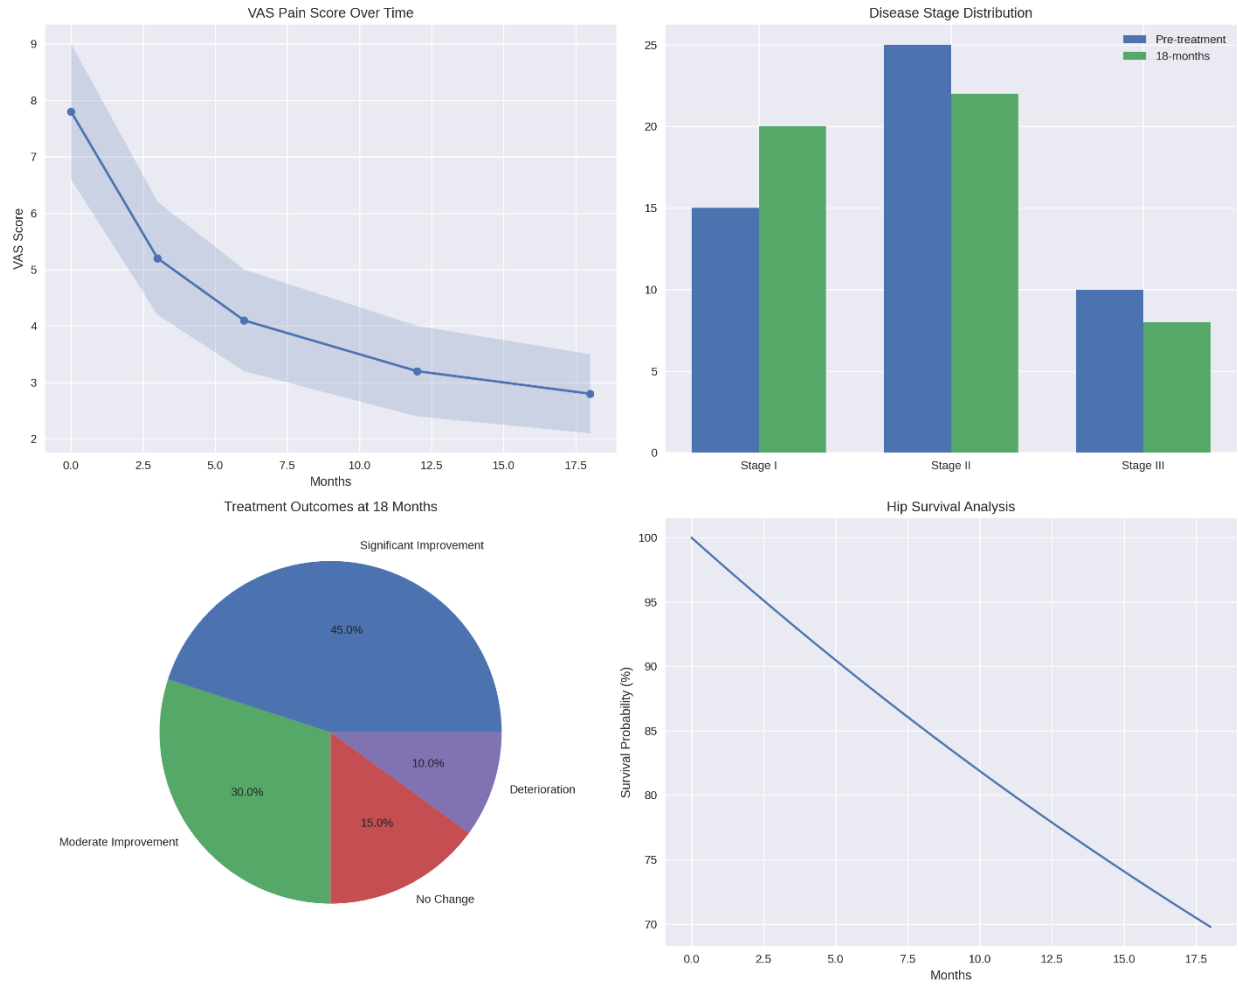 VAS Pain Score Over Time
9
8
7
6
5
4
3
2
VAS Score
0.0 2.5 5.0 7.5 10.0 12.5 15.0 17.5
Months
Disease Stage Distribution
Pre-treatment
18-months
25
20
15
10
5
0
Stage I Stage II Stage III
Treatment Outcomes at 18 Months
Significant Improvement
45.0%
Moderate Improvement
30.0%
No Change
15.0%
Deterioration
10.0%
Hip Survival Analysis
100
95
90
85
80
75
70
Survival Probability (%)
0.0 2.5 5.0 7.5 10.0 12.5 15.0 17.5
Months